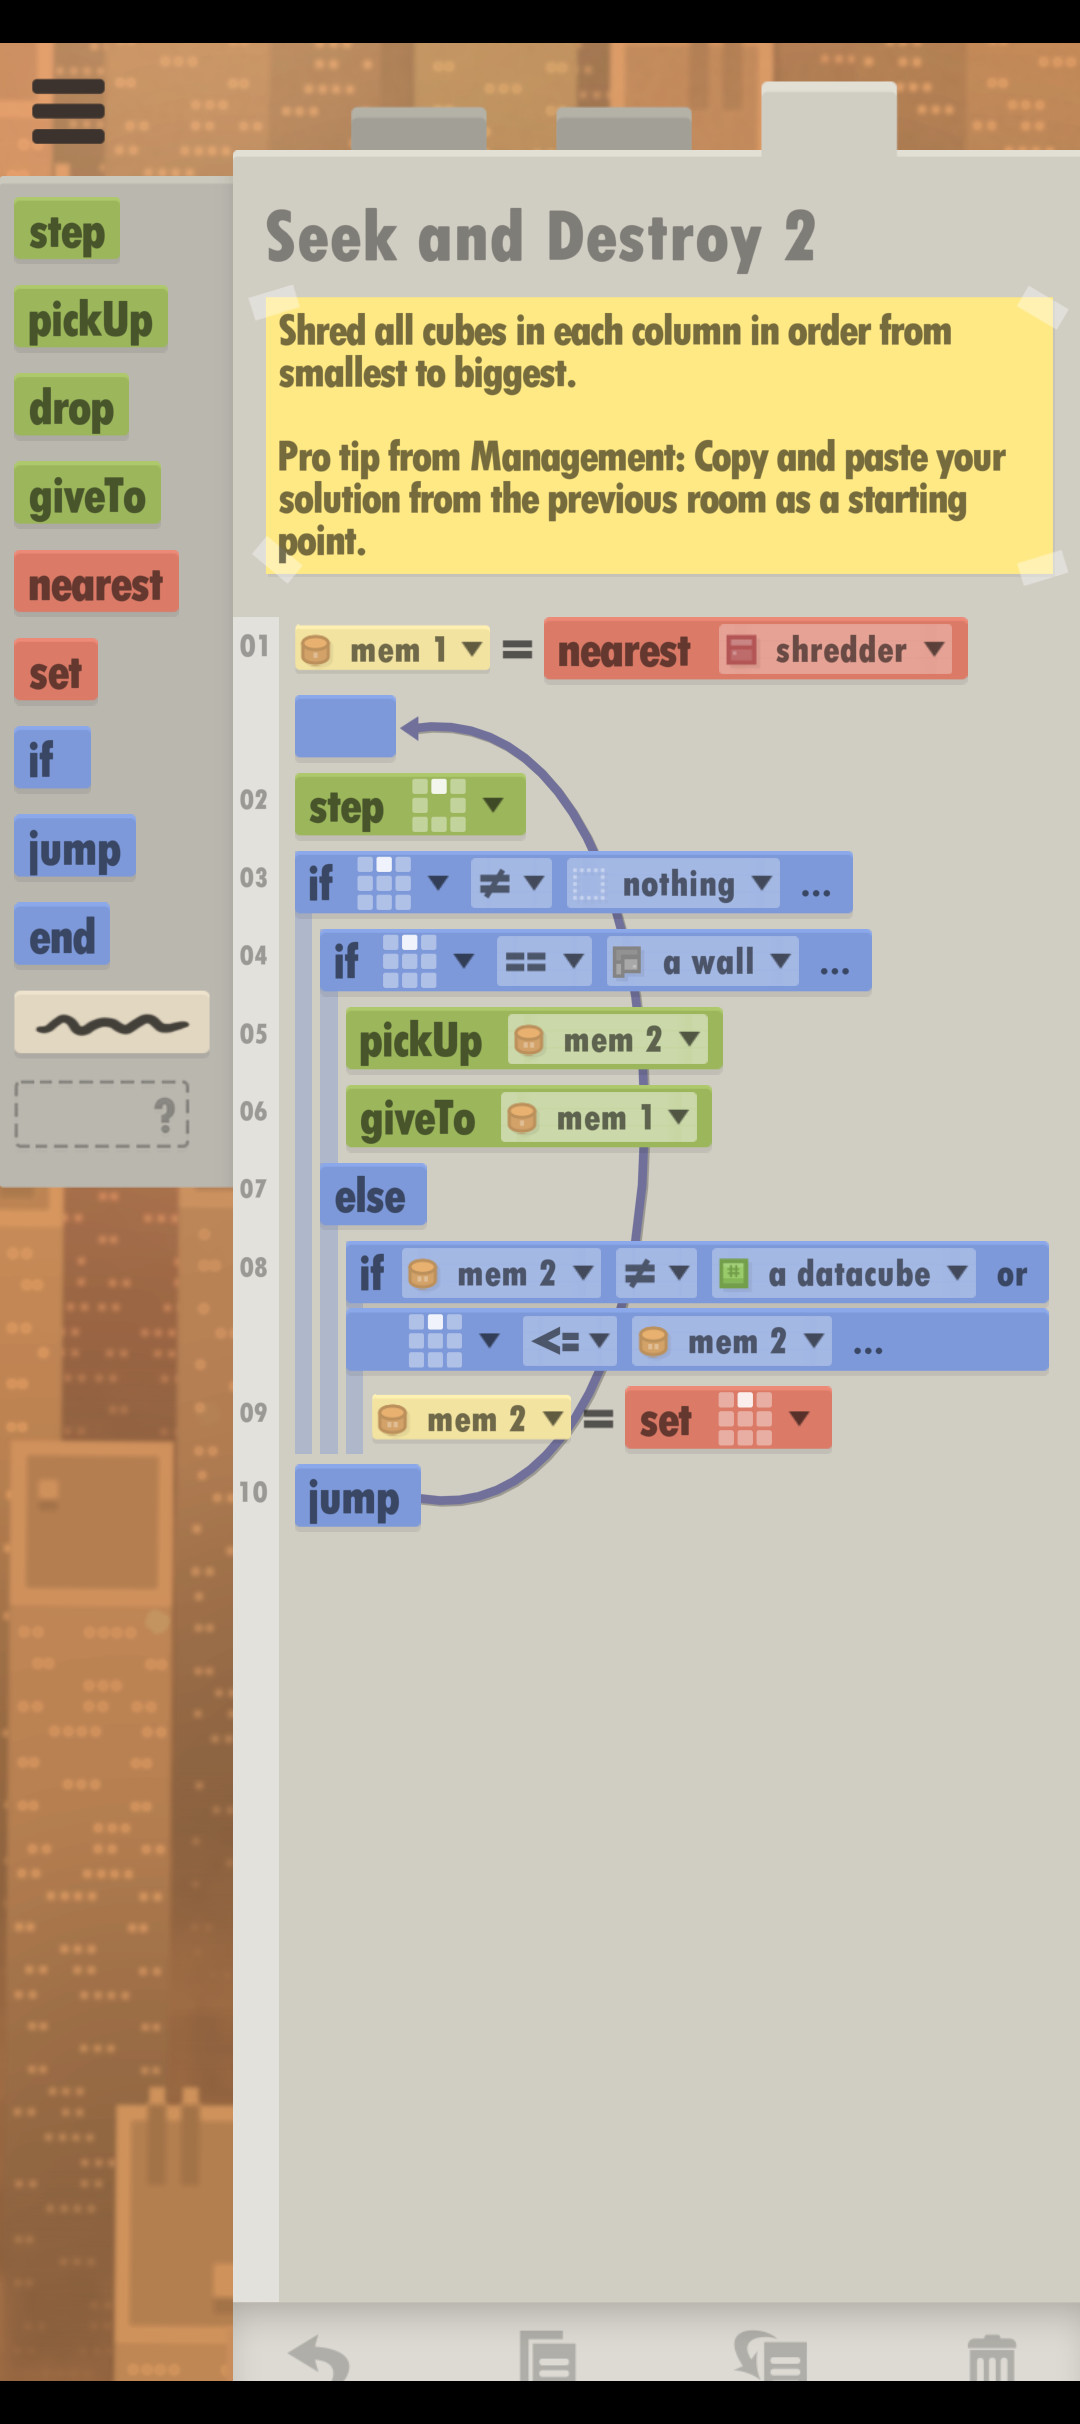 Seek and Destroy 2
Shred all cubes in each column in order from
smallest to biggest.
Pro tip from Management: Copy and paste your
solution from the previous room as a starting
point.
step
pickUp
drop
giveTo
nearest
set
if
jump
end
?
01 mem 1 = nearest shredder
02 step
03 if ≠ nothing ...
04 if == a wall ...
05 pickUp mem 2
06 giveTo mem 1
07 else
08 if mem 2 ≠ # a datacube or
<= mem 2 ...
09 mem 2 = set
10 jump